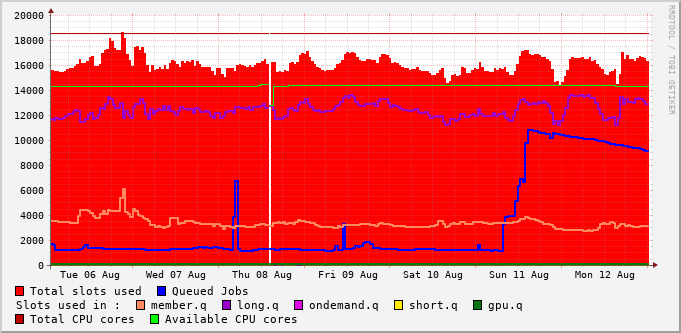 20000
18000
16000
14000
12000
10000
8000
6000
4000
2000
0
Tue 06 Aug Wed 07 Aug Thu 08 Aug Fri 09 Aug Sat 10 Aug Sun 11 Aug Mon 12 Aug
Total slots used Queued Jobs
Slots used in : member.q long.q ondemand.q short.q gpu.q
Total CPU cores Available CPU cores
RRDTOOL / TOBI OETIKER